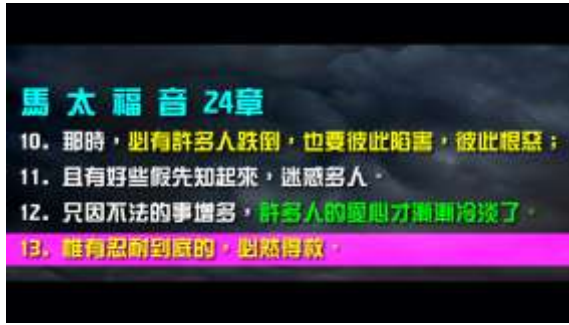 馬太福音 24章
10. 那時，必有許多人跌倒，也要彼此陷害，彼此恨惡；
11. 且有好些假先知起來，迷惑多人。
12. 只因不法的事增多，許多人的愛心才漸漸冷淡了。
13. 惟有忍耐到底的，必然得救。